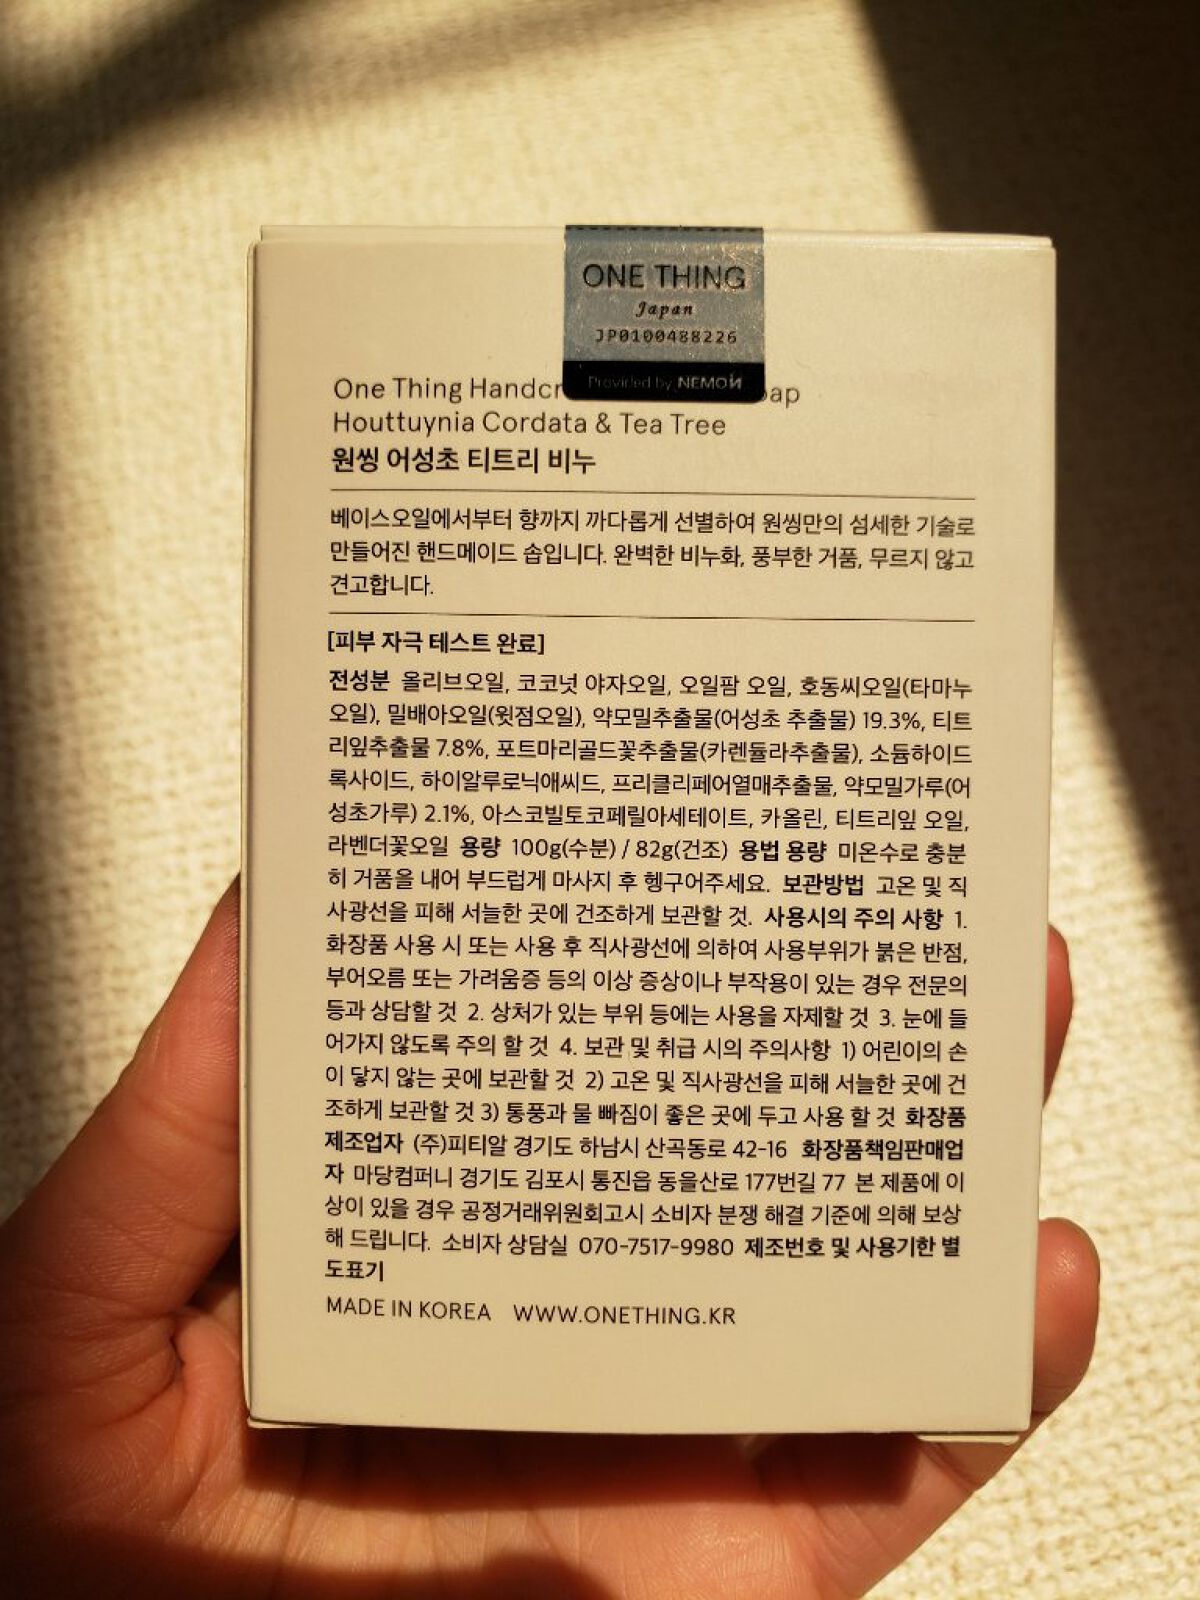 ONE THING
Japan
JP0100488226
Provided by NEMON
One Thing Handcr
Houttuynia Cordata & Tea Tree
원씽 어성초 티트리 비누
베이스오일에서부터 향까지 까다롭게 선별하여 원씽만의 섬세한 기술로
만들어진 핸드메이드 솝입니다. 완벽한 비누화, 풍부한 거품, 무르지 않고
견고합니다.
[피부 자극 테스트 완료]
전성분 올리브오일, 코코넛 야자오일, 오일팜 오일, 호동씨오일(타마누
오일), 밀배아오일(윗점오일), 약모밀추출물(어성초 추출물) 19.3%, 티트
리잎추출물 7.8%, 포트마리골드꽃추출물(카렌듈라추출물), 소듐하이드
록사이드, 하이알루로닉애씨드, 프리클리페어열매추출물, 약모밀가루(어
성초가루) 2.1%, 아스코빌토코페릴아세테이트, 카올린, 티트리잎 오일,
라벤더꽃오일 용량 100g(수분) / 82g(건조) 용법 용량 미온수로 충분
히 거품을 내어 부드럽게 마사지 후 헹구어주세요. 보관방법 고온 및 직
사광선을 피해 서늘한 곳에 건조하게 보관할 것. 사용시의 주의 사항 1.
화장품 사용 시 또는 사용 후 직사광선에 의하여 사용부위가 붉은 반점,
부어오름 또는 가려움증 등의 이상 증상이나 부작용이 있는 경우 전문의
등과 상담할 것 2. 상처가 있는 부위 등에는 사용을 자제할 것 3. 눈에 들
어가지 않도록 주의 할 것 4. 보관 및 취급 시의 주의사항 1) 어린이의 손
이 닿지 않는 곳에 보관할 것 2) 고온 및 직사광선을 피해 서늘한 곳에 건
조하게 보관할 것 3) 통풍과 물 빠짐이 좋은 곳에 두고 사용 할 것 화장품
제조업자 (주)피티알 경기도 하남시 산곡동로 42-16 화장품책임판매업
자 마당컴퍼니 경기도 김포시 통진읍 동을산로 177번길 77 본 제품에 이
상이 있을 경우 공정거래위원회고시 소비자 분쟁 해결 기준에 의해 보상
해 드립니다. 소비자 상담실 070-7517-9980 제조번호 및 사용기한 별
도표기
MADE IN KOREA WWW.ONETHING.KR